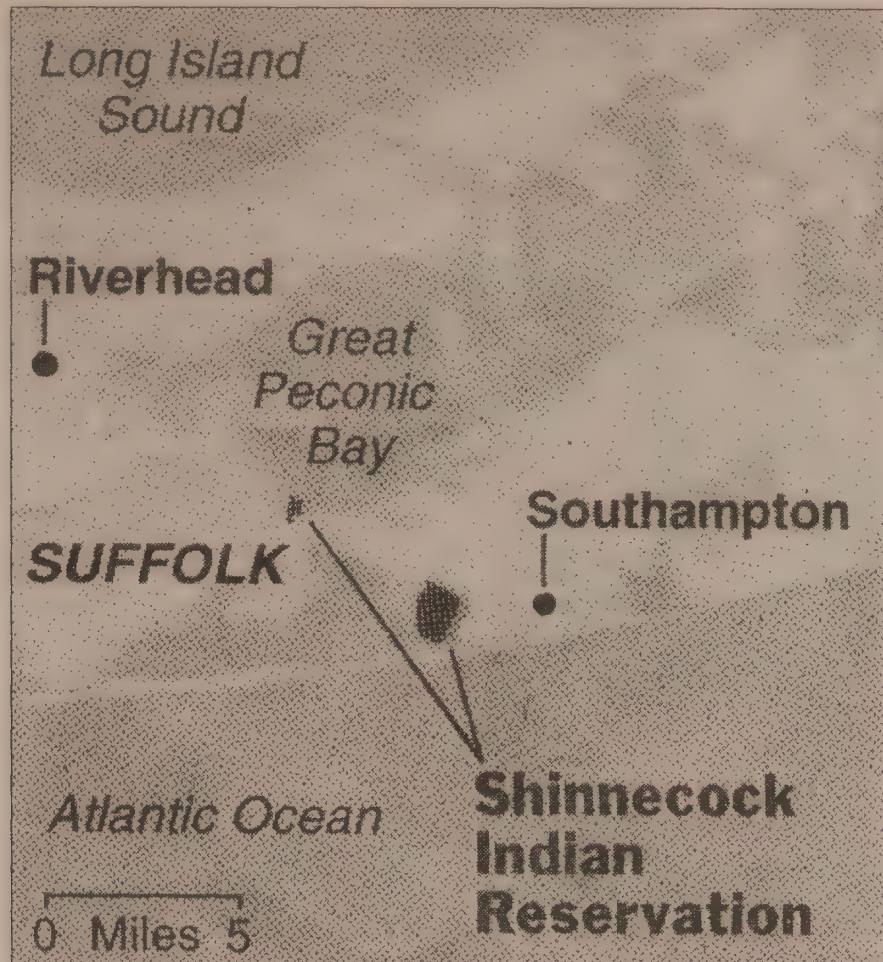 Long Island
Sound
Riverhead
Great
Peconic
Bay
Southampton
SUFFOLK
Atlantic Ocean
Shinnecock
Indian
Reservation
0 Miles 5